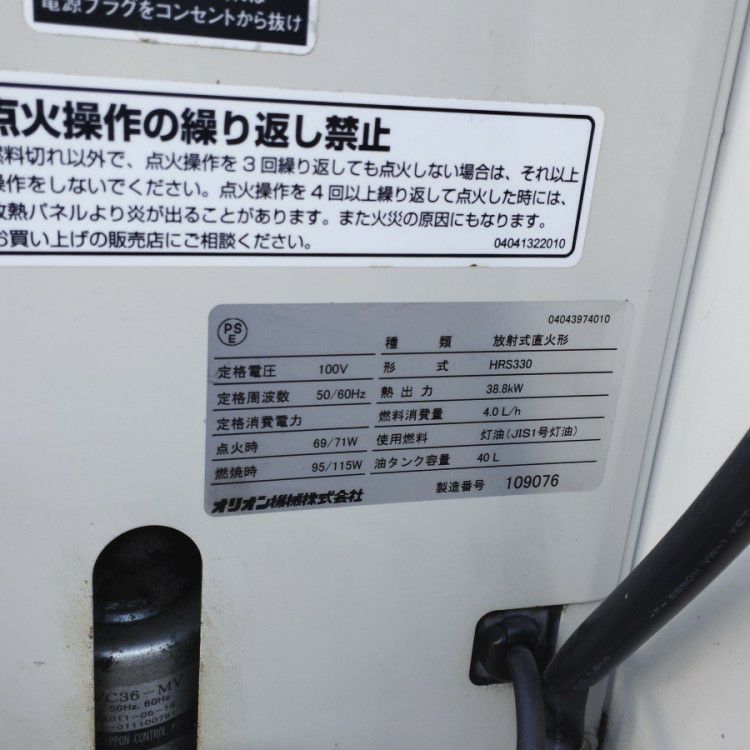 電源プラグをコンセントから抜け
点火操作の繰り返し禁止
燃料切れ以外で、点火操作を3回繰り返しても点火しない場合は、それ以上
操作をしないでください。点火操作を4回以上繰り返して点火した時には、
放熱パネルより炎が出ることがあります。また火災の原因にもなります。
お買い上げの販売店にご相談ください。
04041322010
PS
E
04043974010
種類 放射式直火形
定格電圧 100V
形式 HRS330
定格周波数 50/60Hz
熱出力 38.8kW
定格消費電力
燃料消費量 4.0L/h
点火時 69/71W
使用燃料 灯油(JIS1号灯油)
燃焼時 95/115W
油タンク容量 40L
オリオン機械株式会社
製造番号 109076
VC36-MV
50Hz, 60Hz
2011-06-16